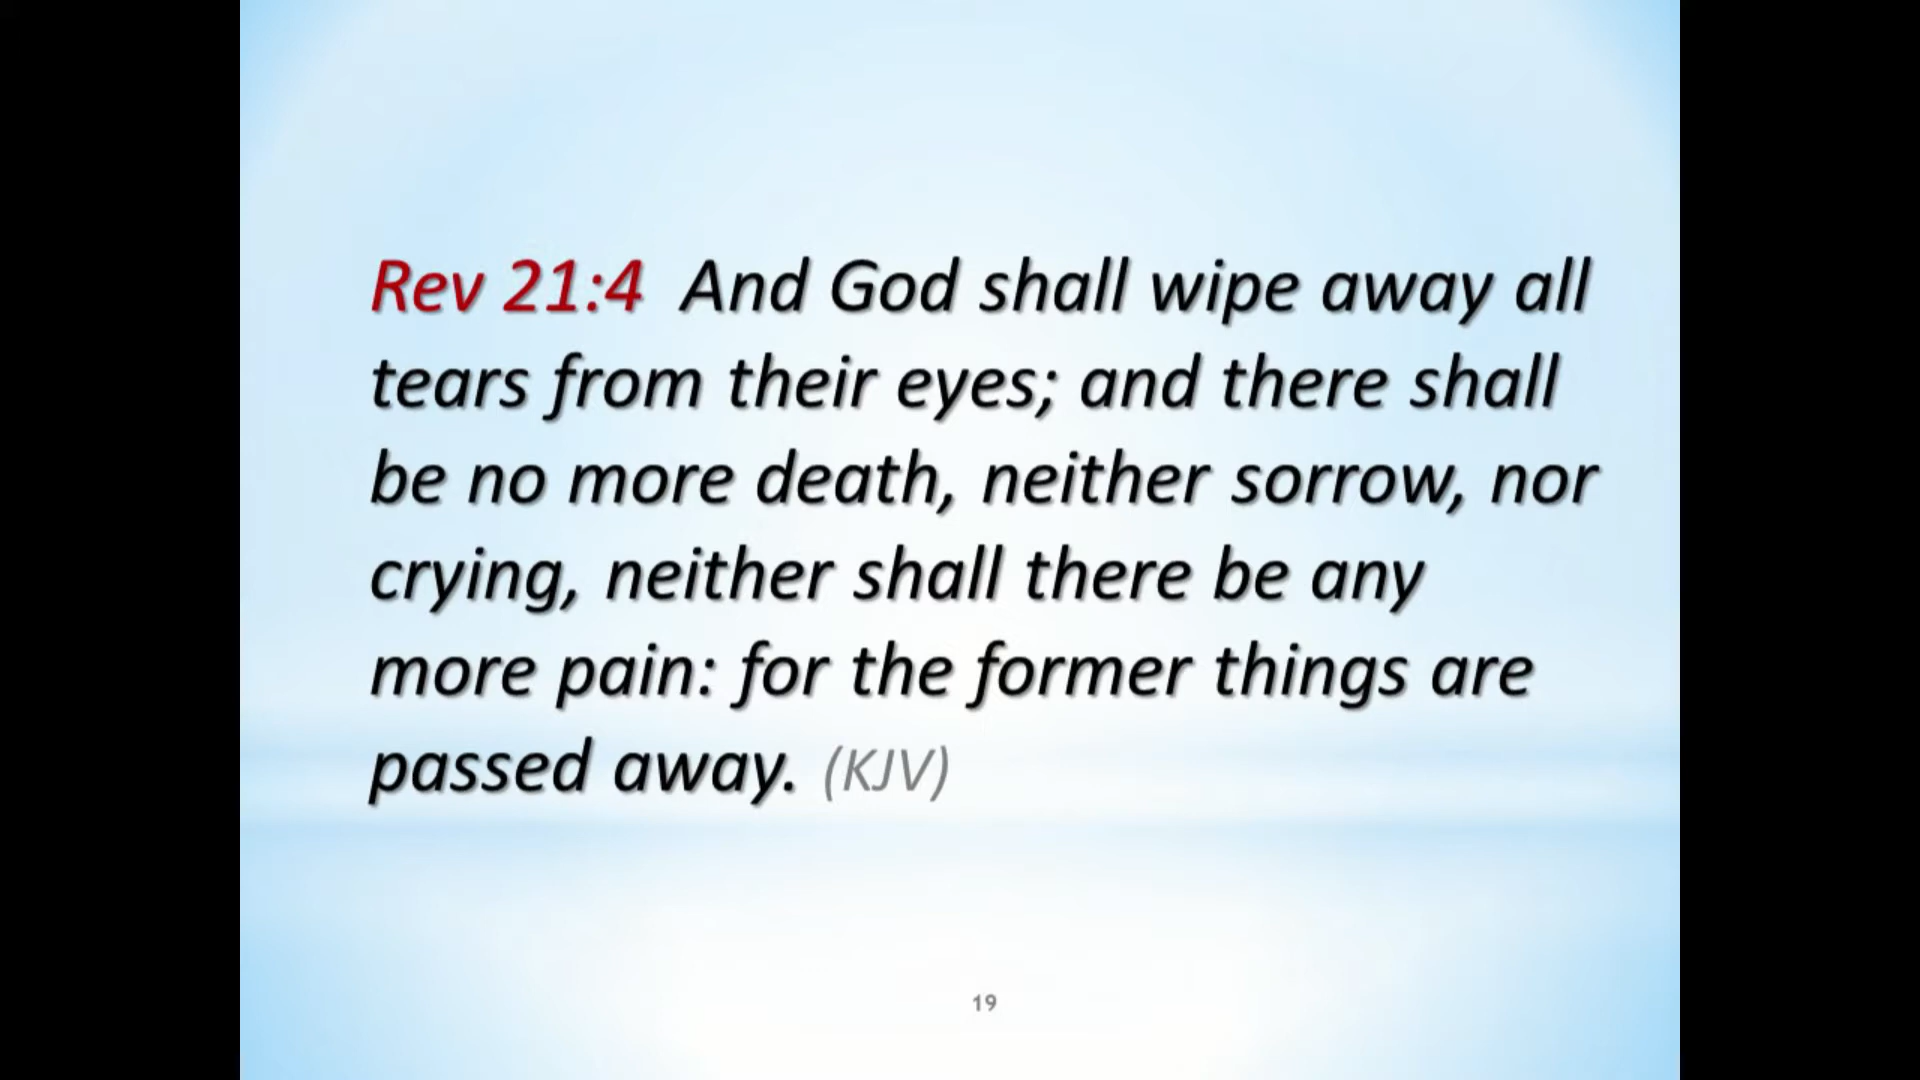 Rev 21:4 And God shall wipe away all
tears from their eyes; and there shall
be no more death, neither sorrow, nor
crying, neither shall there be any
more pain: for the former things are
passed away. (KJV)
19